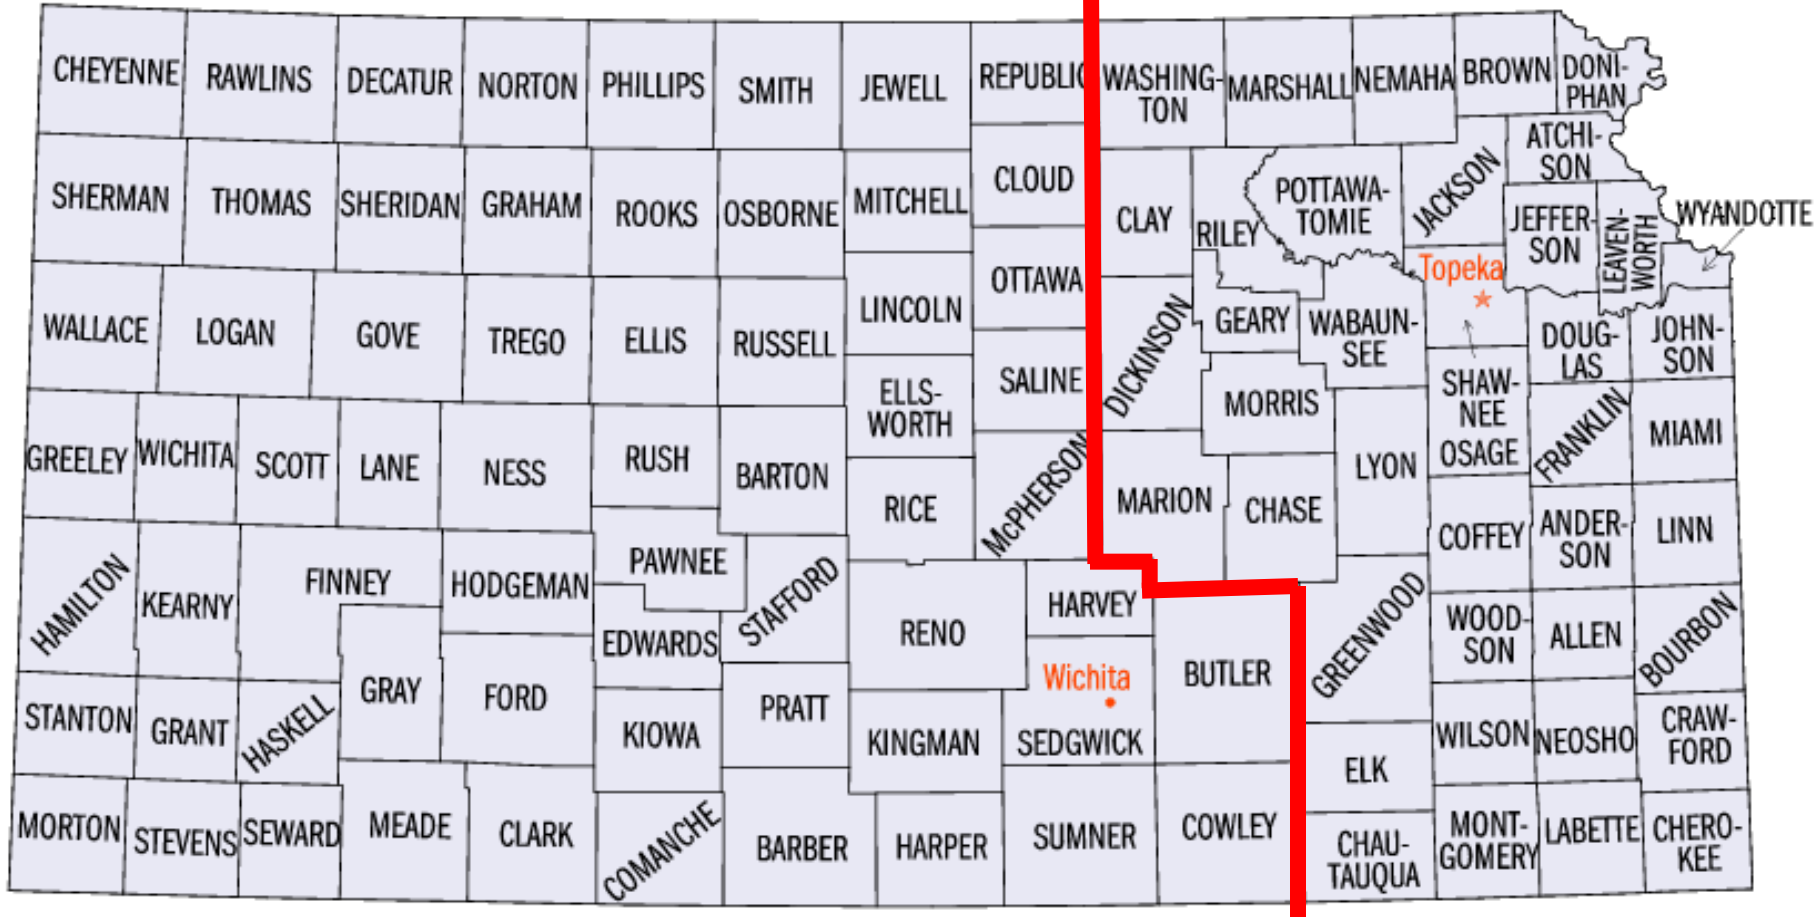 CHEYENNE
RAWLINS
DECATUR
NORTON
PHILLIPS
SMITH
JEWELL
REPUBLIC
WASHING-
TON
MARSHALL
NEMAHA
BROWN
DONI-
PHAN
ATCHI-
SON
SHERMAN
THOMAS
SHERIDAN
GRAHAM
ROOKS
OSBORNE
MITCHELL
CLOUD
CLAY
RILEY
POTTAWA-
TOMIE
JACKSON
JEFFER-
SON
LEAVEN-
WORTH
WYANDOTTE
Topeka
WALLACE
LOGAN
GOVE
TREGO
ELLIS
RUSSELL
LINCOLN
OTTAWA
SALINE
DICKINSON
GEARY
WABAUN-
SEE
SHAW-
NEE
DOUG-
LAS
JOHN-
SON
ELLS-
WORTH
MORRIS
OSAGE
FRANKLIN
MIAMI
GREELEY
WICHITA
SCOTT
LANE
NESS
RUSH
BARTON
RICE
McPHERSON
MARION
CHASE
LYON
COFFEY
ANDER-
SON
LINN
HAMILTON
KEARNY
FINNEY
HODGEMAN
PAWNEE
STAFFORD
EDWARDS
RENO
HARVEY
BUTLER
GREENWOOD
WOOD-
SON
ALLEN
BOURBON
Wichita
SEDGWICK
STANTON
GRANT
HASKELL
GRAY
FORD
KIOWA
PRATT
KINGMAN
ELK
WILSON
NEOSHO
CRAW-
FORD
MORTON
STEVENS
SEWARD
MEADE
CLARK
COMANCHE
BARBER
HARPER
SUMNER
COWLEY
CHAU-
TAUQUA
MONT-
GOMERY
LABETTE
CHERO-
KEE